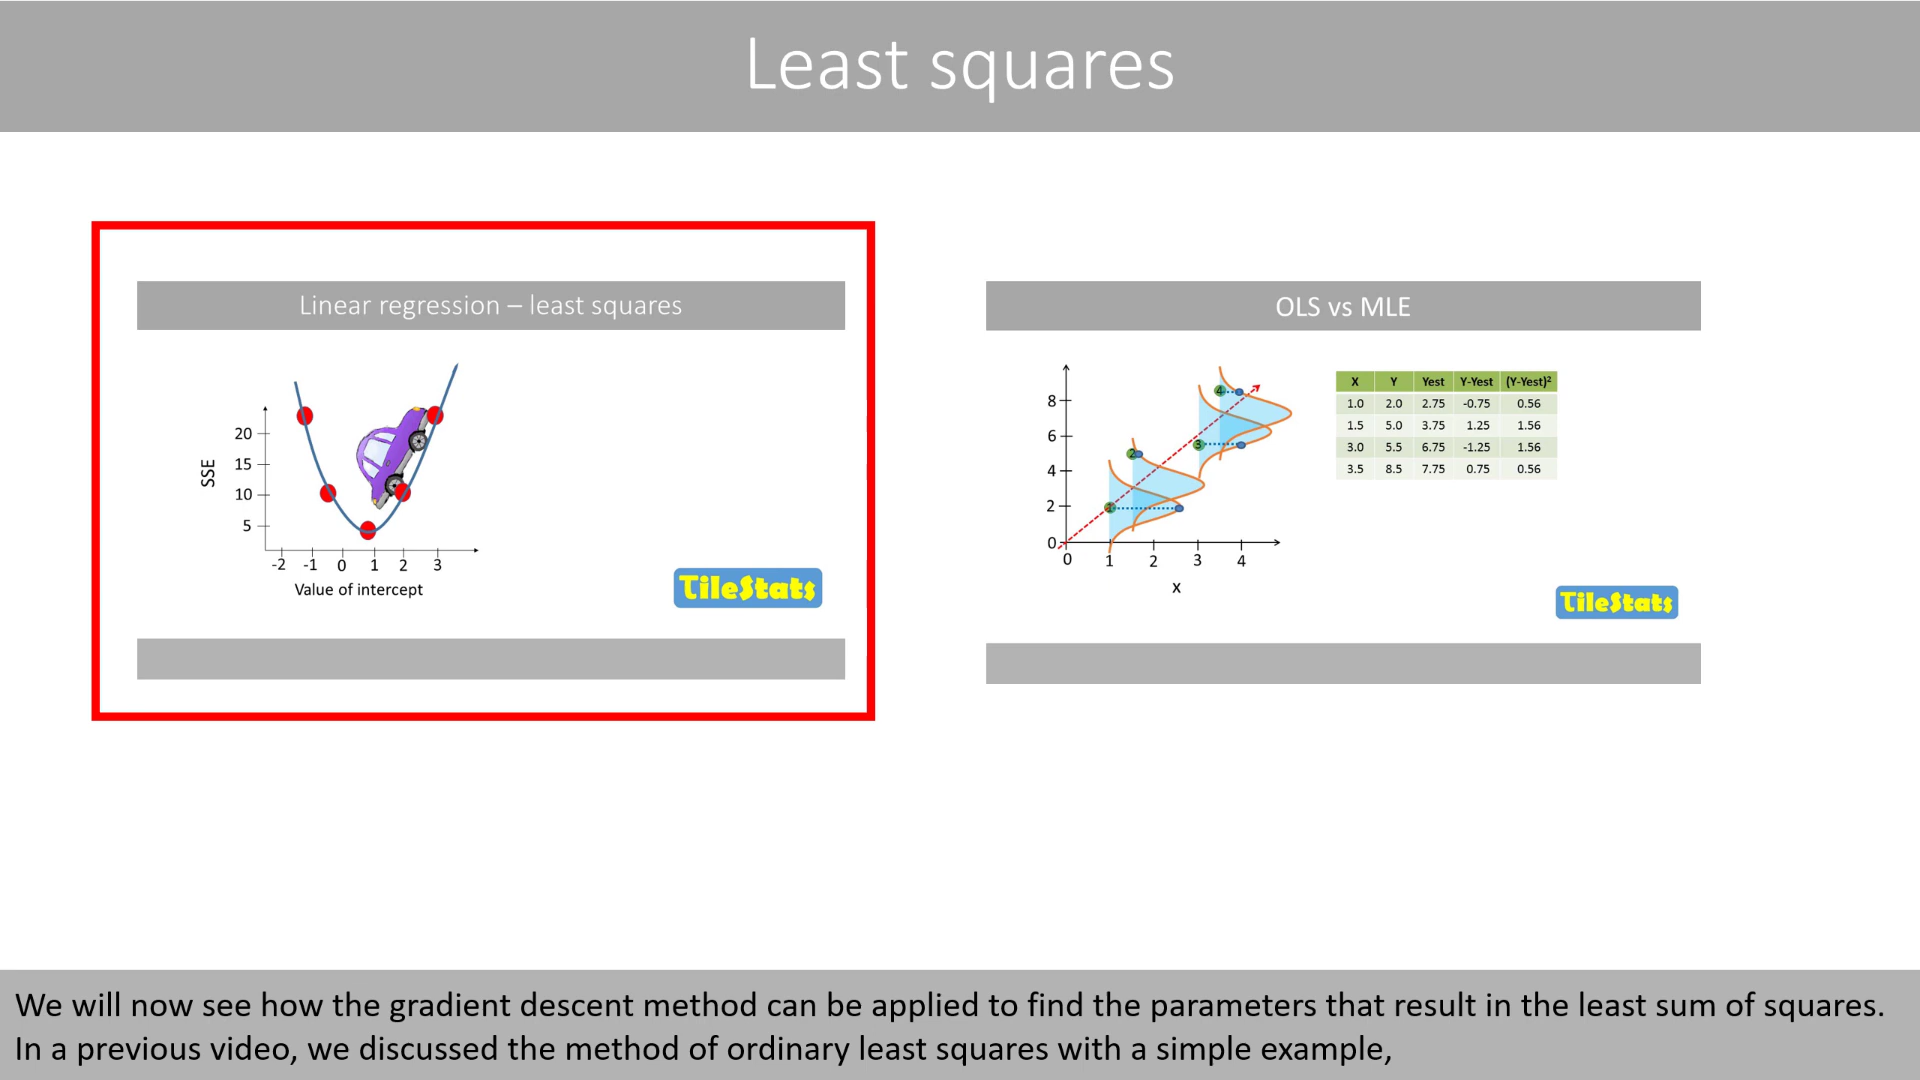 Least squares
Linear regression – least squares
SSE
20
15
10
5
-2 -1 0 1 2 3
Value of intercept
TileStats
OLS vs MLE
8
6
4
2
0
0 1 2 3 4
X
1
2
3
4
X Y Yest Y-Yest (Y-Yest)²
1.0 2.0 2.75 -0.75 0.56
1.5 5.0 3.75 1.25 1.56
3.0 5.5 6.75 -1.25 1.56
3.5 8.5 7.75 0.75 0.56
TileStats
We will now see how the gradient descent method can be applied to find the parameters that result in the least sum of squares.
In a previous video, we discussed the method of ordinary least squares with a simple example,